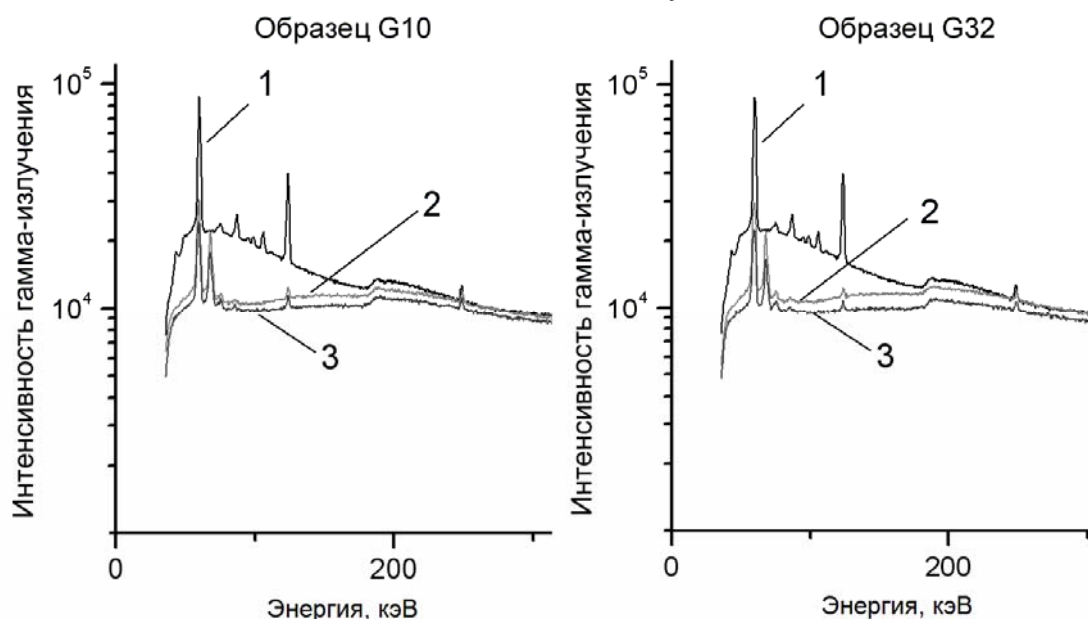 Образец G10
Интенсивность гамма-излучения
10⁵
10⁴
1
2
3
0
200
Энергия, кэВ
Образец G32
Интенсивность гамма-излучения
10⁵
10⁴
1
2
3
0
200
Энергия, кэВ